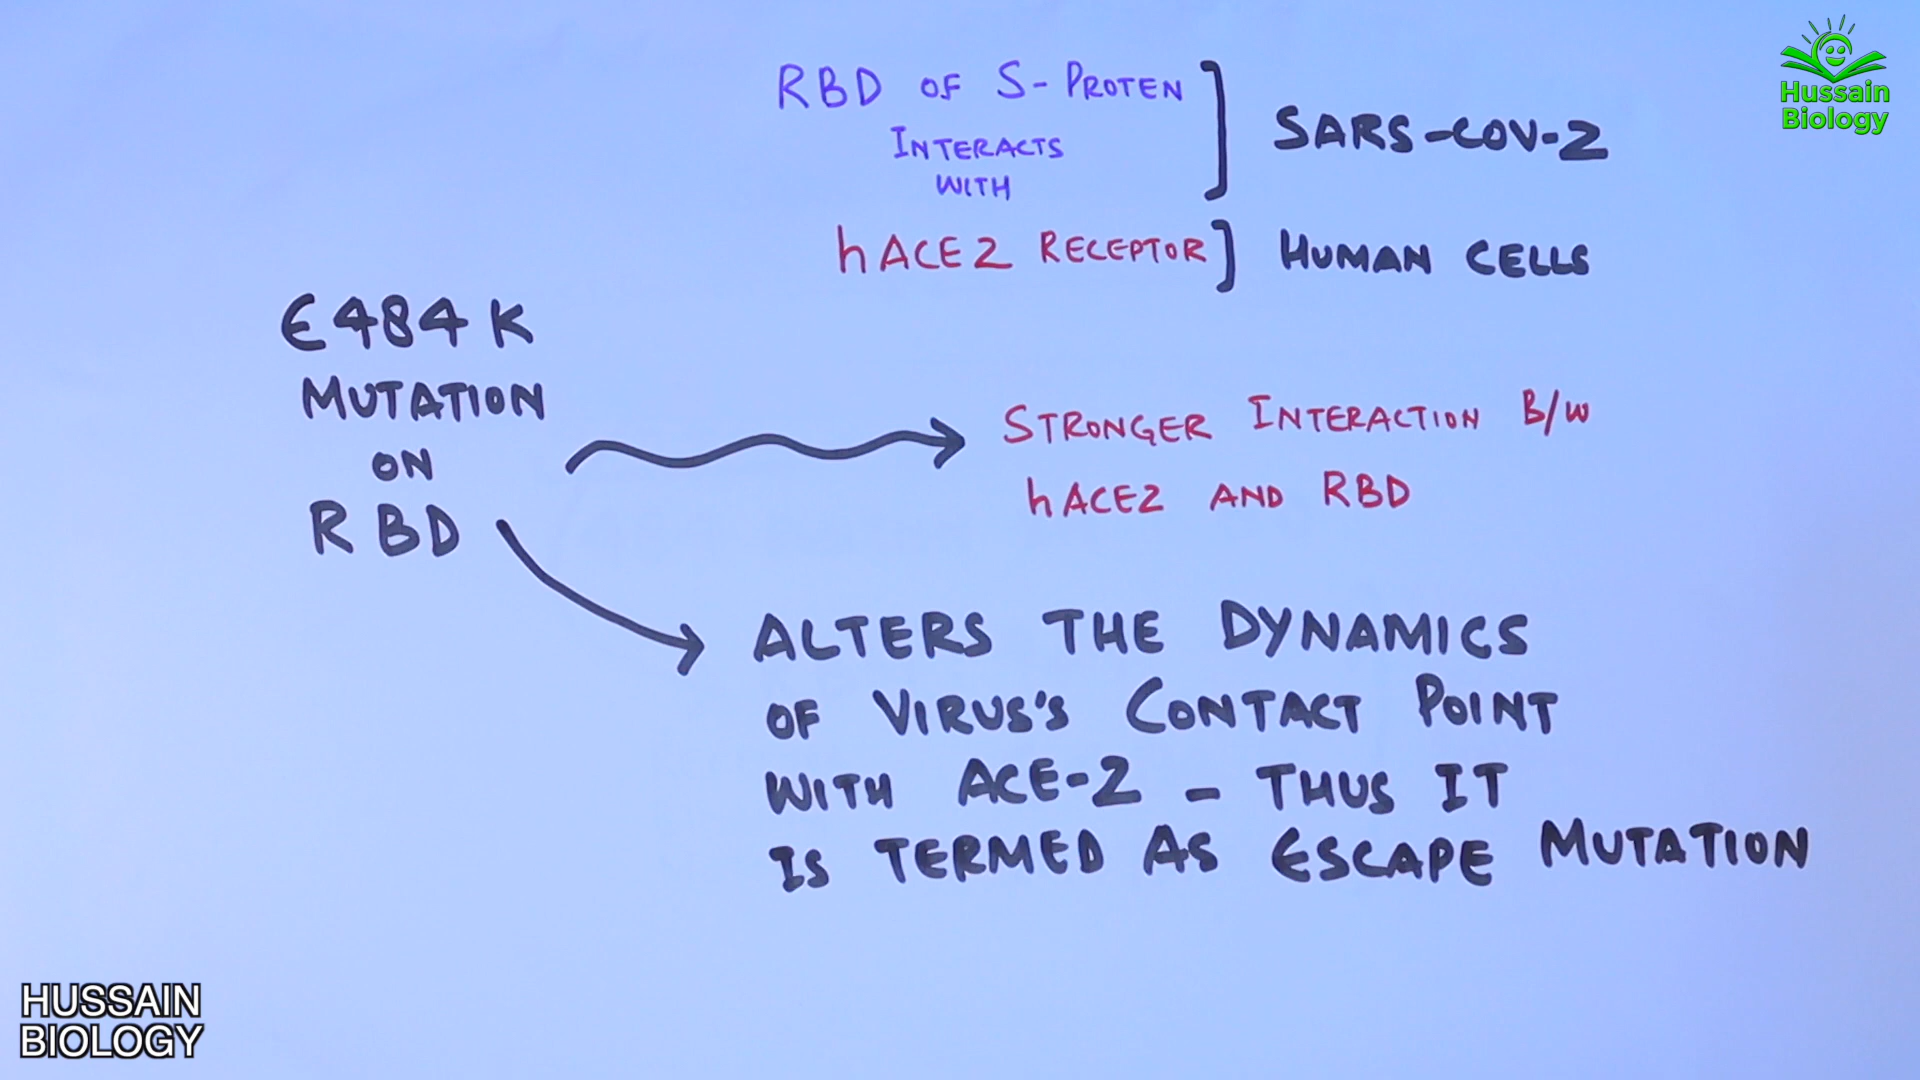 RBD OF S-PROTEN
INTERACTS
WITH
SARS-COV-2
hACE2 RECEPTOR
HUMAN CELLS
E484K
MUTATION
ON
RBD
STRONGER INTERACTION B/W
hACE2 AND RBD
ALTERS THE DYNAMICS
OF VIRUS'S CONTACT POINT
WITH ACE-2 - THUS IT
IS TERMED AS ESCAPE MUTATION
Hussain
Biology
HUSSAIN
BIOLOGY